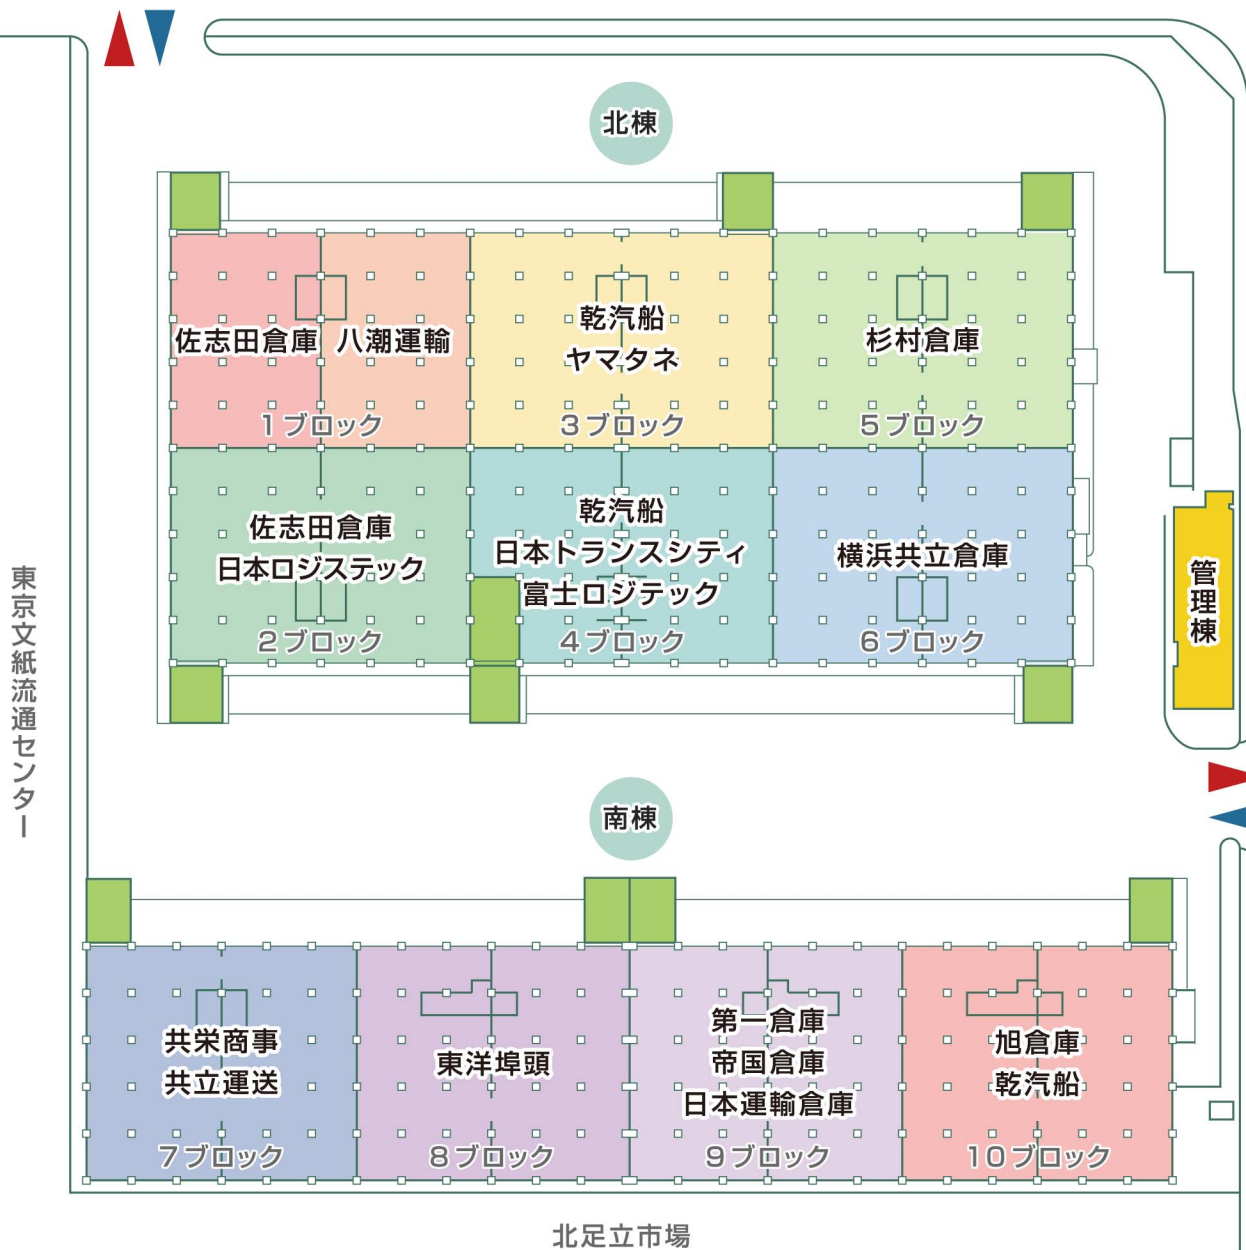 北棟
佐志田倉庫
八潮運輸
1ブロック
乾汽船
ヤマタネ
3ブロック
杉村倉庫
5ブロック
佐志田倉庫
日本ロジステック
2ブロック
乾汽船
日本トランスシティ
富士ロジテック
4ブロック
横浜共立倉庫
6ブロック
管理棟
東京文紙流通センター
南棟
共栄商事
共立運送
7ブロック
東洋埠頭
8ブロック
第一倉庫
帝国倉庫
日本運輸倉庫
9ブロック
旭倉庫
乾汽船
10ブロック
北足立市場